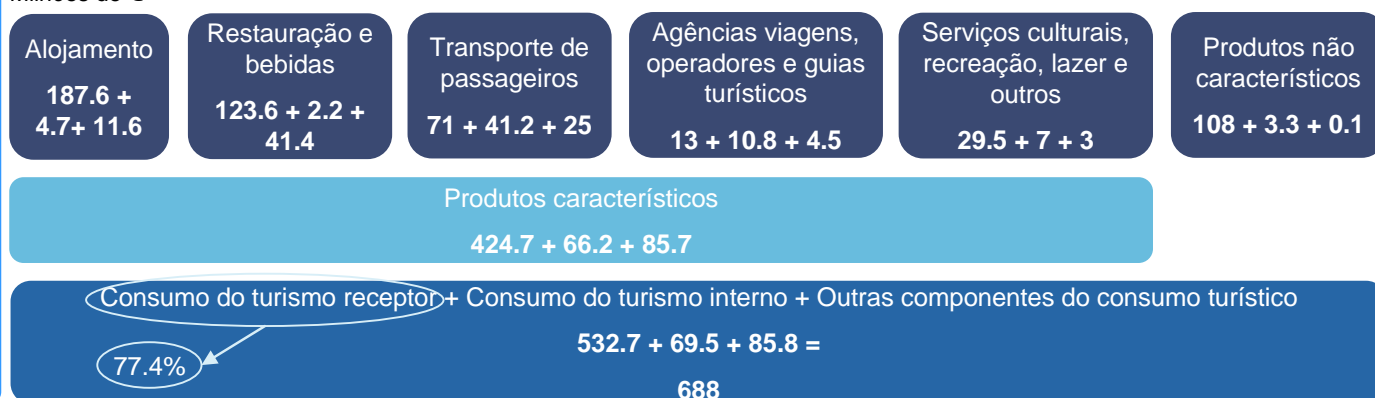 Alojamento
187.6 +
4.7+ 11.6
Restauração e
bebidas
123.6 + 2.2 +
41.4
Transporte de
passageiros
71 + 41.2 + 25
Agências viagens,
operadores e guias
turísticos
13 + 10.8 + 4.5
Serviços culturais,
recreação, lazer e
outros
29.5 + 7 + 3
Produtos não
característicos
108 + 3.3 + 0.1
Produtos característicos
424.7 + 66.2 + 85.7
Consumo do turismo receptor + Consumo do turismo interno + Outras componentes do consumo turístico
532.7 + 69.5 + 85.8 =
77.4%
688